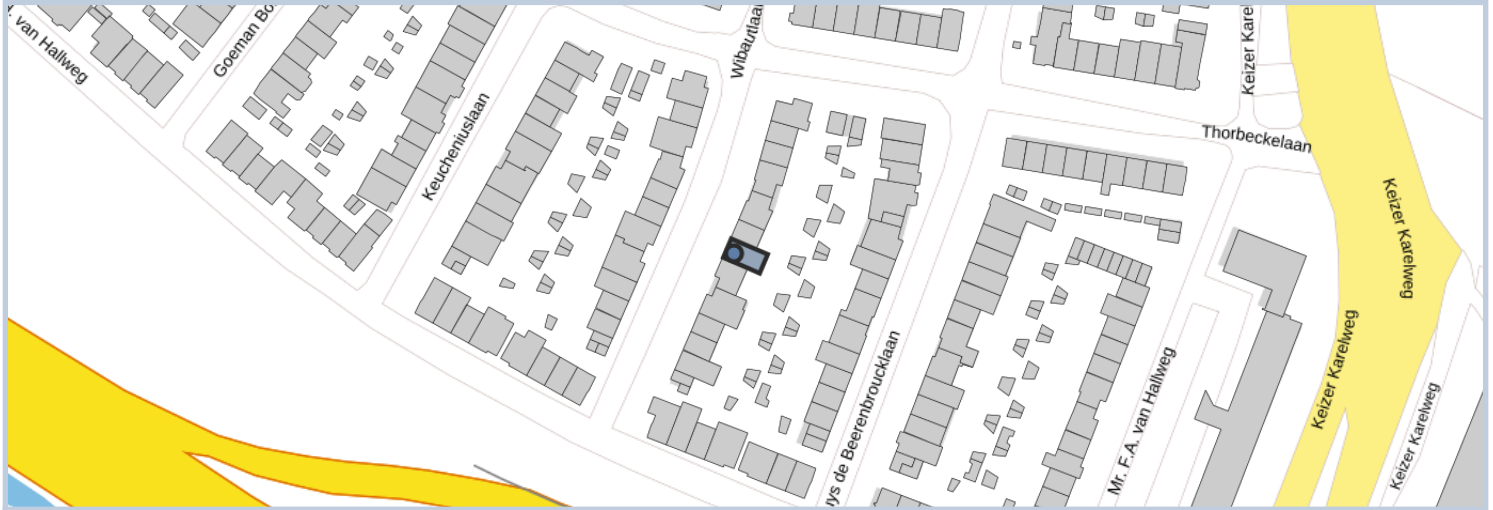 . van Hallweg
Goeman Bo
Keucheniuslaan
Wibautlaa
Keizer Kare
Thorbeckelaan
Keizer Karelweg
Keizer Karelweg
Keizer Karelweg
Mr. F.A. van Hallweg
uys de Beerenbroucklaan